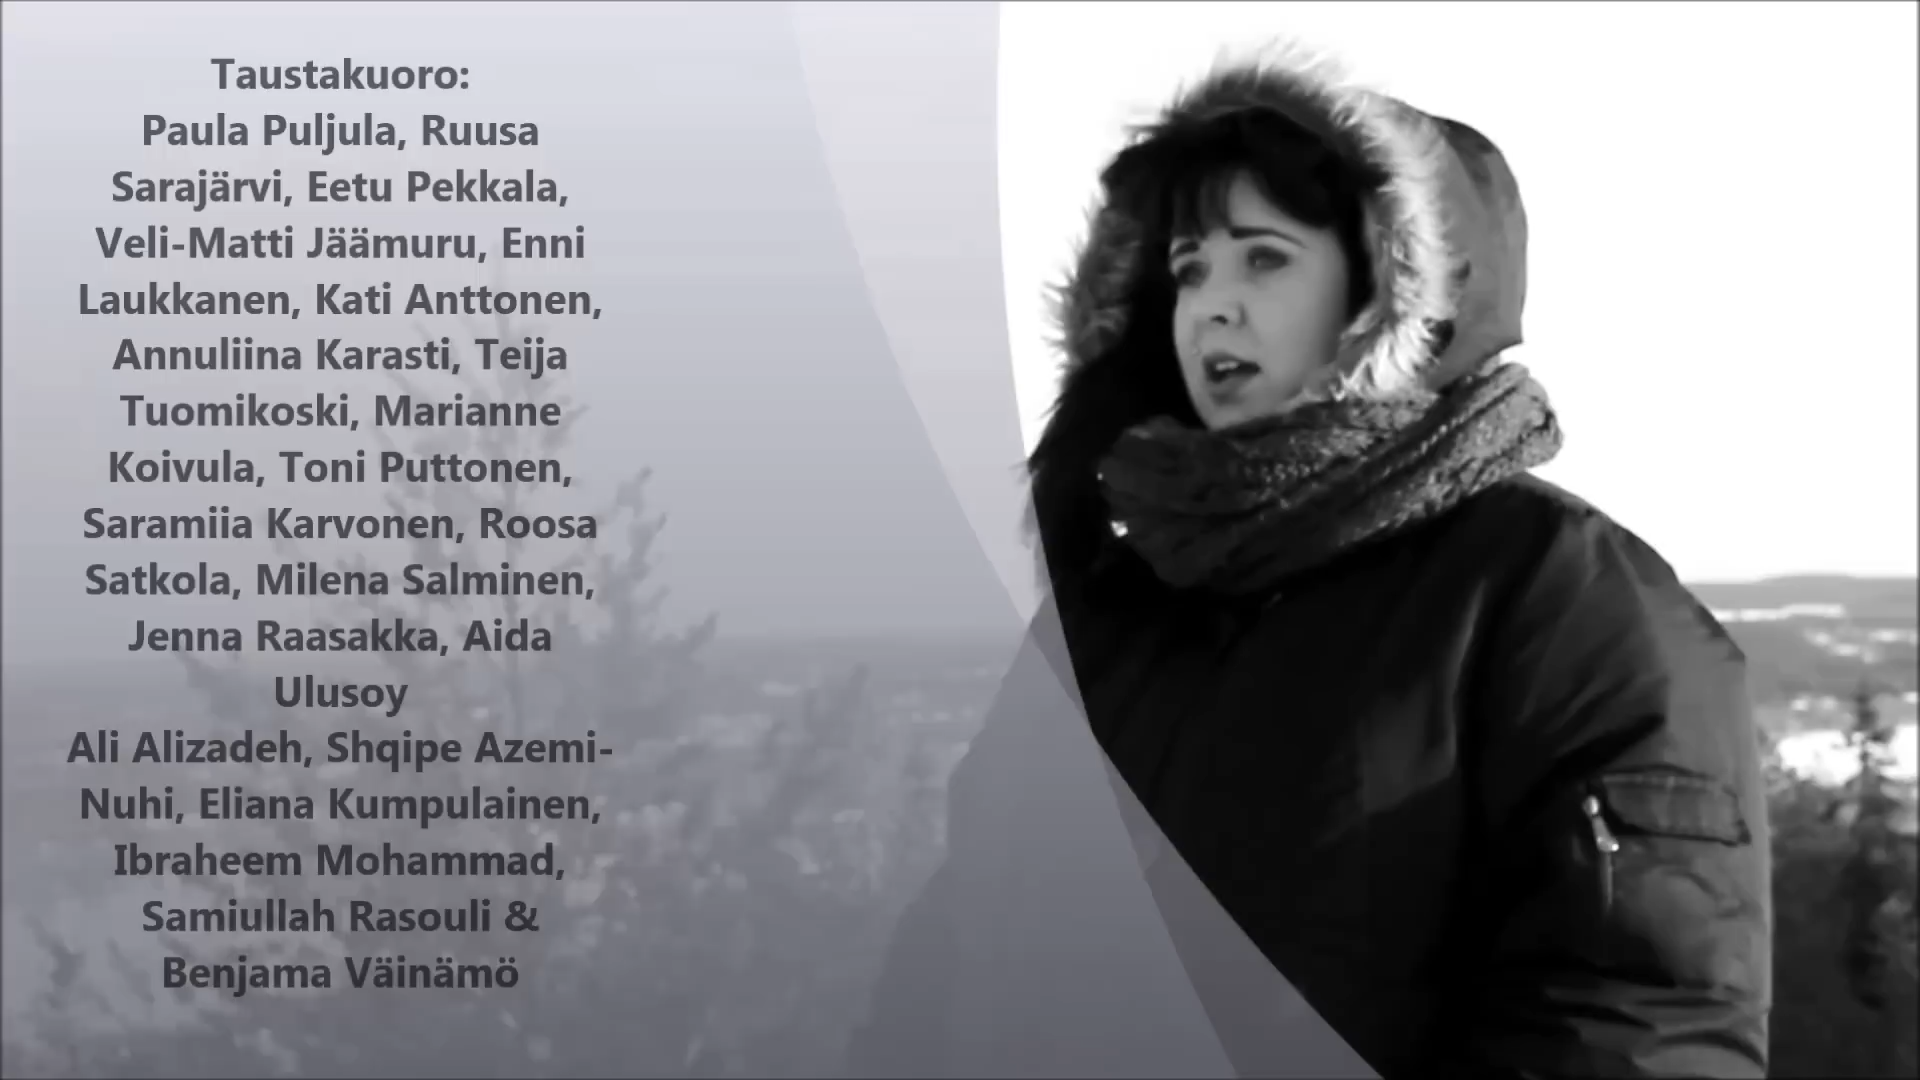 Taustakuoro:
Paula Puljula, Ruusa
Sarajärvi, Eetu Pekkala,
Veli-Matti Jäämuru, Enni
Laukkanen, Kati Anttonen,
Annuliina Karasti, Teija
Tuomikoski, Marianne
Koivula, Toni Puttonen,
Saramiia Karvonen, Roosa
Satkola, Milena Salminen,
Jenna Raasakka, Aida
Ulusoy
Ali Alizadeh, Shqipe Azemi-
Nuhi, Eliana Kumpulainen,
Ibraheem Mohammad,
Samiullah Rasouli &
Benjama Väinämö